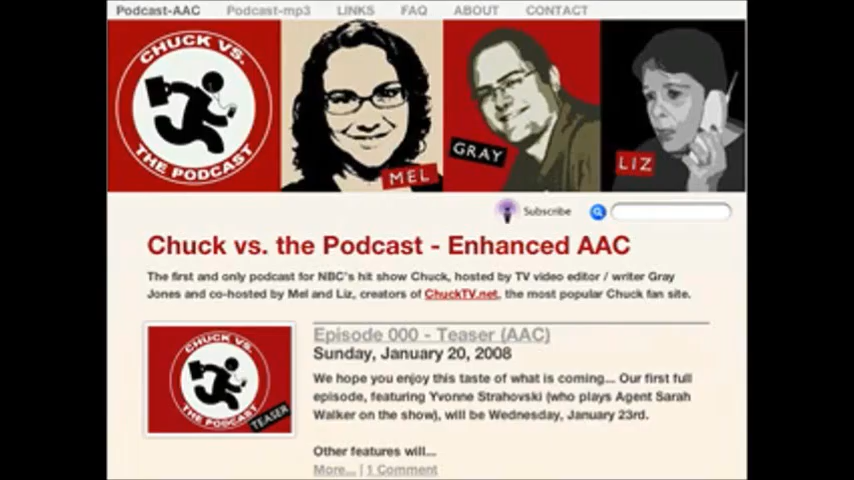 Podcast-AAC Podcast-mp3 LINKS FAQ ABOUT CONTACT
CHUCK VS.
THE PODCAST
MEL
GRAY
LIZ
Subscribe
Chuck vs. the Podcast - Enhanced AAC
The first and only podcast for NBC's hit show Chuck, hosted by TV video editor / writer Gray
Jones and co-hosted by Mel and Liz, creators of ChuckTV.net, the most popular Chuck fan site.
CHUCK VS.
THE PODCAST
TEASER
Episode 000 - Teaser (AAC)
Sunday, January 20, 2008
We hope you enjoy this taste of what is coming... Our first full
episode, featuring Yvonne Strahovski (who plays Agent Sarah
Walker on the show), will be Wednesday, January 23rd.
Other features will...
More... | 1 Comment